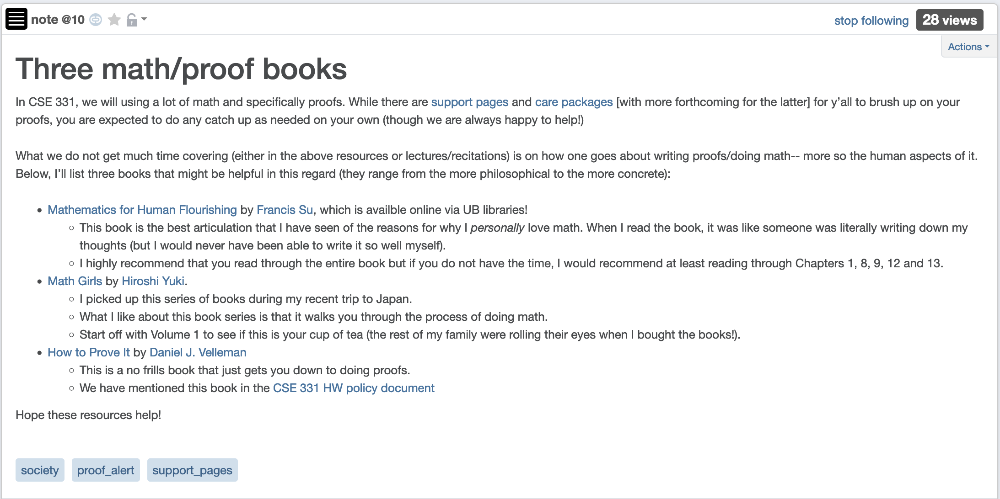 note @10
stop following
28 views
Actions
Three math/proof books
In CSE 331, we will using a lot of math and specifically proofs. While there are support pages and care packages [with more forthcoming for the latter] for y’all to brush up on your
proofs, you are expected to do any catch up as needed on your own (though we are always happy to help!)
What we do not get much time covering (either in the above resources or lectures/recitations) is on how one goes about writing proofs/doing math-- more so the human aspects of it.
Below, I’ll list three books that might be helpful in this regard (they range from the more philosophical to the more concrete):
Mathematics for Human Flourishing by Francis Su, which is availble online via UB libraries!
This book is the best articulation that I have seen of the reasons for why I personally love math. When I read the book, it was like someone was literally writing down my
thoughts (but I would never have been able to write it so well myself).
I highly recommend that you read through the entire book but if you do not have the time, I would recommend at least reading through Chapters 1, 8, 9, 12 and 13.
Math Girls by Hiroshi Yuki.
I picked up this series of books during my recent trip to Japan.
What I like about this book series is that it walks you through the process of doing math.
Start off with Volume 1 to see if this is your cup of tea (the rest of my family were rolling their eyes when I bought the books!).
How to Prove It by Daniel J. Velleman
This is a no frills book that just gets you down to doing proofs.
We have mentioned this book in the CSE 331 HW policy document
Hope these resources help!
society
proof_alert
support_pages